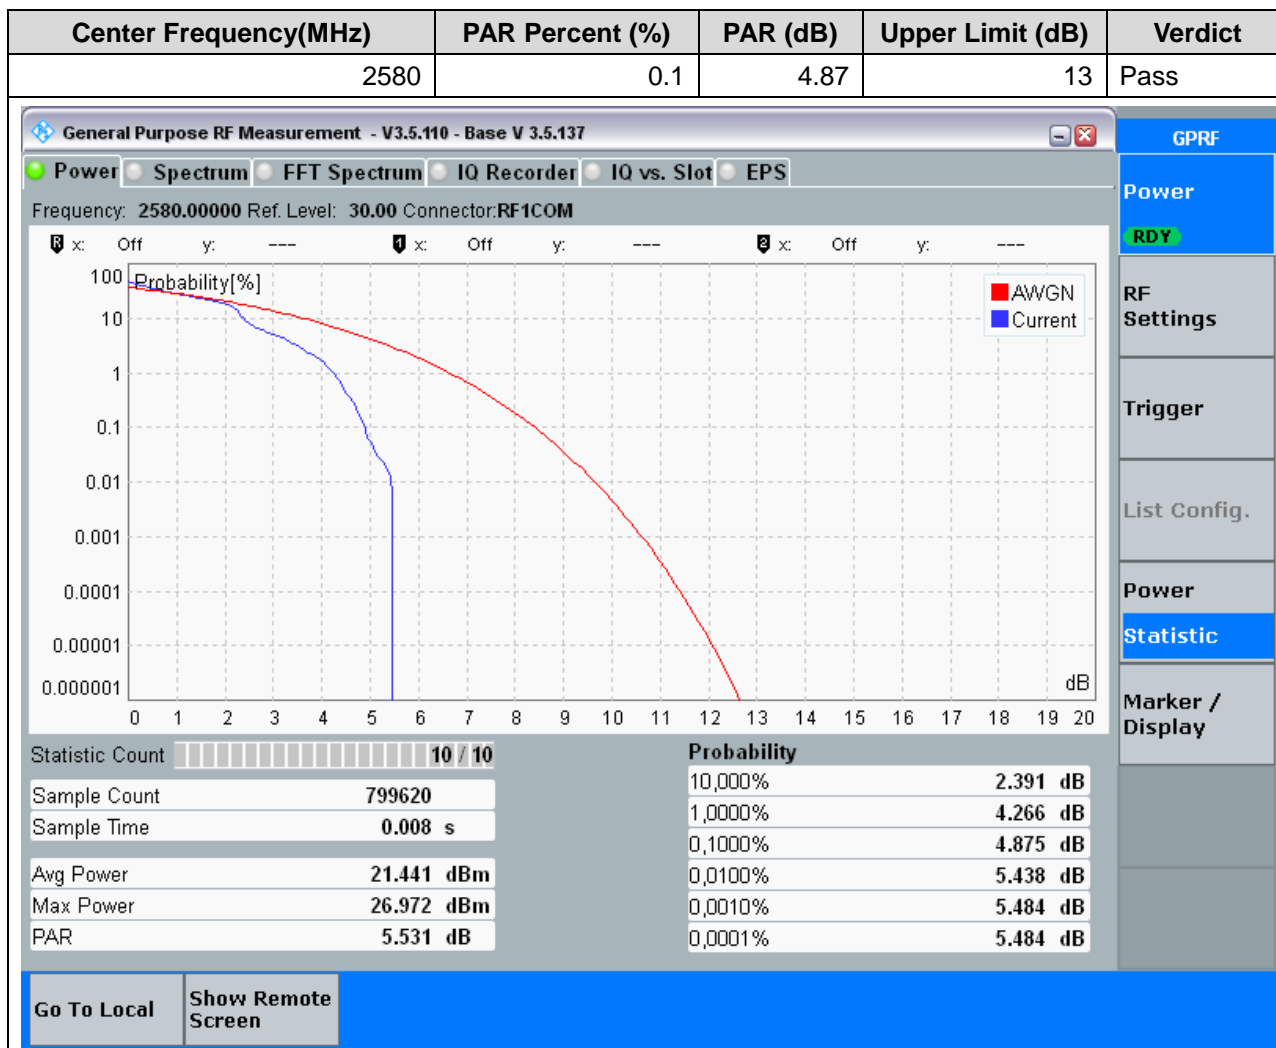 Center Frequency(MHz) PAR Percent (%) PAR (dB) Upper Limit (dB) Verdict
2580 0.1 4.87 13 Pass
General Purpose RF Measurement - V3.5.110 - Base V 3.5.137
GPRF
Power Spectrum FFT Spectrum IQ Recorder IQ vs. Slot EPS
Frequency: 2580.00000 Ref. Level: 30.00 Connector:RF1COM
R x: Off y: --- 1 x: Off y: --- 2 x: Off y: ---
Probability[%]
AWGN
Current
100
10
1
0.1
0.01
0.001
0.0001
0.00001
0.000001
dB
0 1 2 3 4 5 6 7 8 9 10 11 12 13 14 15 16 17 18 19 20
Statistic Count 10 / 10
Sample Count 799620
Sample Time 0.008 s
Avg Power 21.441 dBm
Max Power 26.972 dBm
PAR 5.531 dB
Probability
10,000% 2.391 dB
1,0000% 4.266 dB
0,1000% 4.875 dB
0,0100% 5.438 dB
0,0010% 5.484 dB
0,0001% 5.484 dB
Power
RDY
RF
Settings
Trigger
List Config.
Power
Statistic
Marker /
Display
Go To Local
Show Remote
Screen